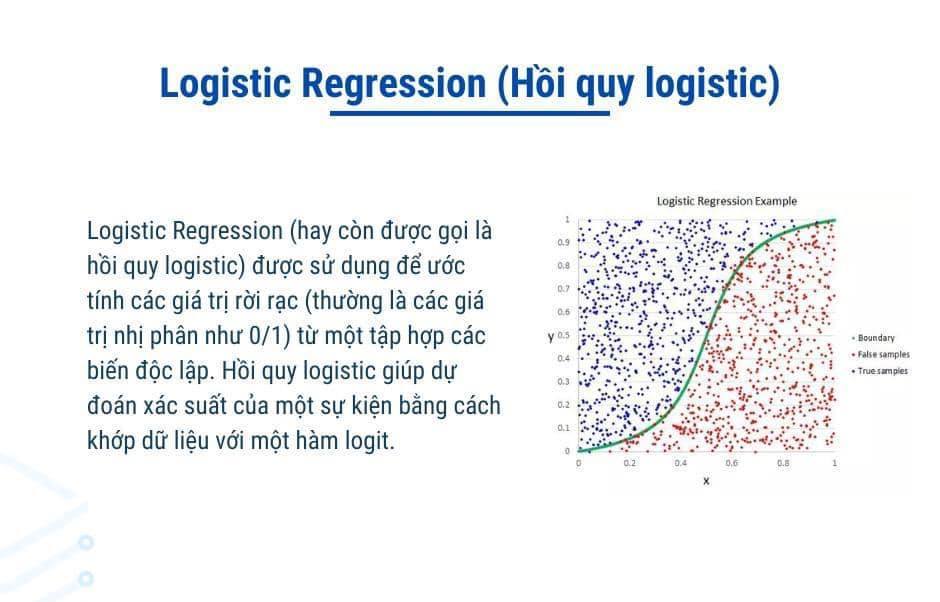 Logistic Regression (Hồi quy logistic)
Logistic Regression (hay còn được gọi là
hồi quy logistic) được sử dụng để ước
tính các giá trị rời rạc (thường là các giá
trị nhị phân như 0/1) từ một tập hợp các
biến độc lập. Hồi quy logistic giúp dự
đoán xác suất của một sự kiện bằng cách
khớp dữ liệu với một hàm logit.
Logistic Regression Example
1
0.9
0.8
0.7
0.6
y 0.5
0.4
0.3
0.2
0.1
0
0 0.2 0.4 0.6 0.8 1
x
Boundary
False samples
True samples